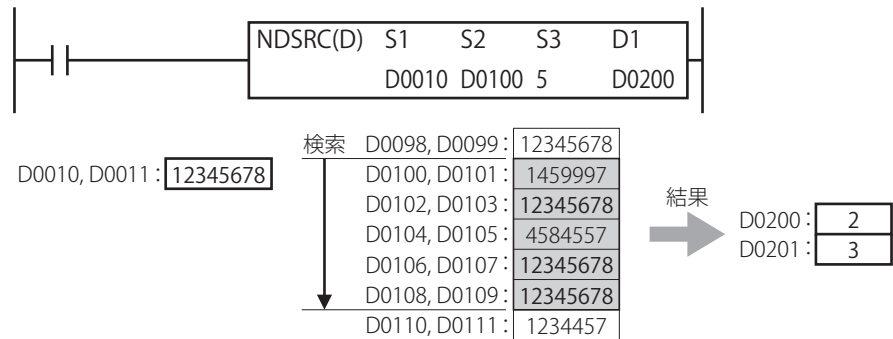 NDSRC(D) S1 S2 S3 D1
D0010 D0100 5 D0200
検索 D0098, D0099 : 12345678
D0010, D0011 : 12345678
D0100, D0101 : 1459997
D0102, D0103 : 12345678
D0104, D0105 : 4584557
D0106, D0107 : 12345678
D0108, D0109 : 12345678
D0110, D0111 : 1234457
結果
D0200 : 2
D0201 : 3